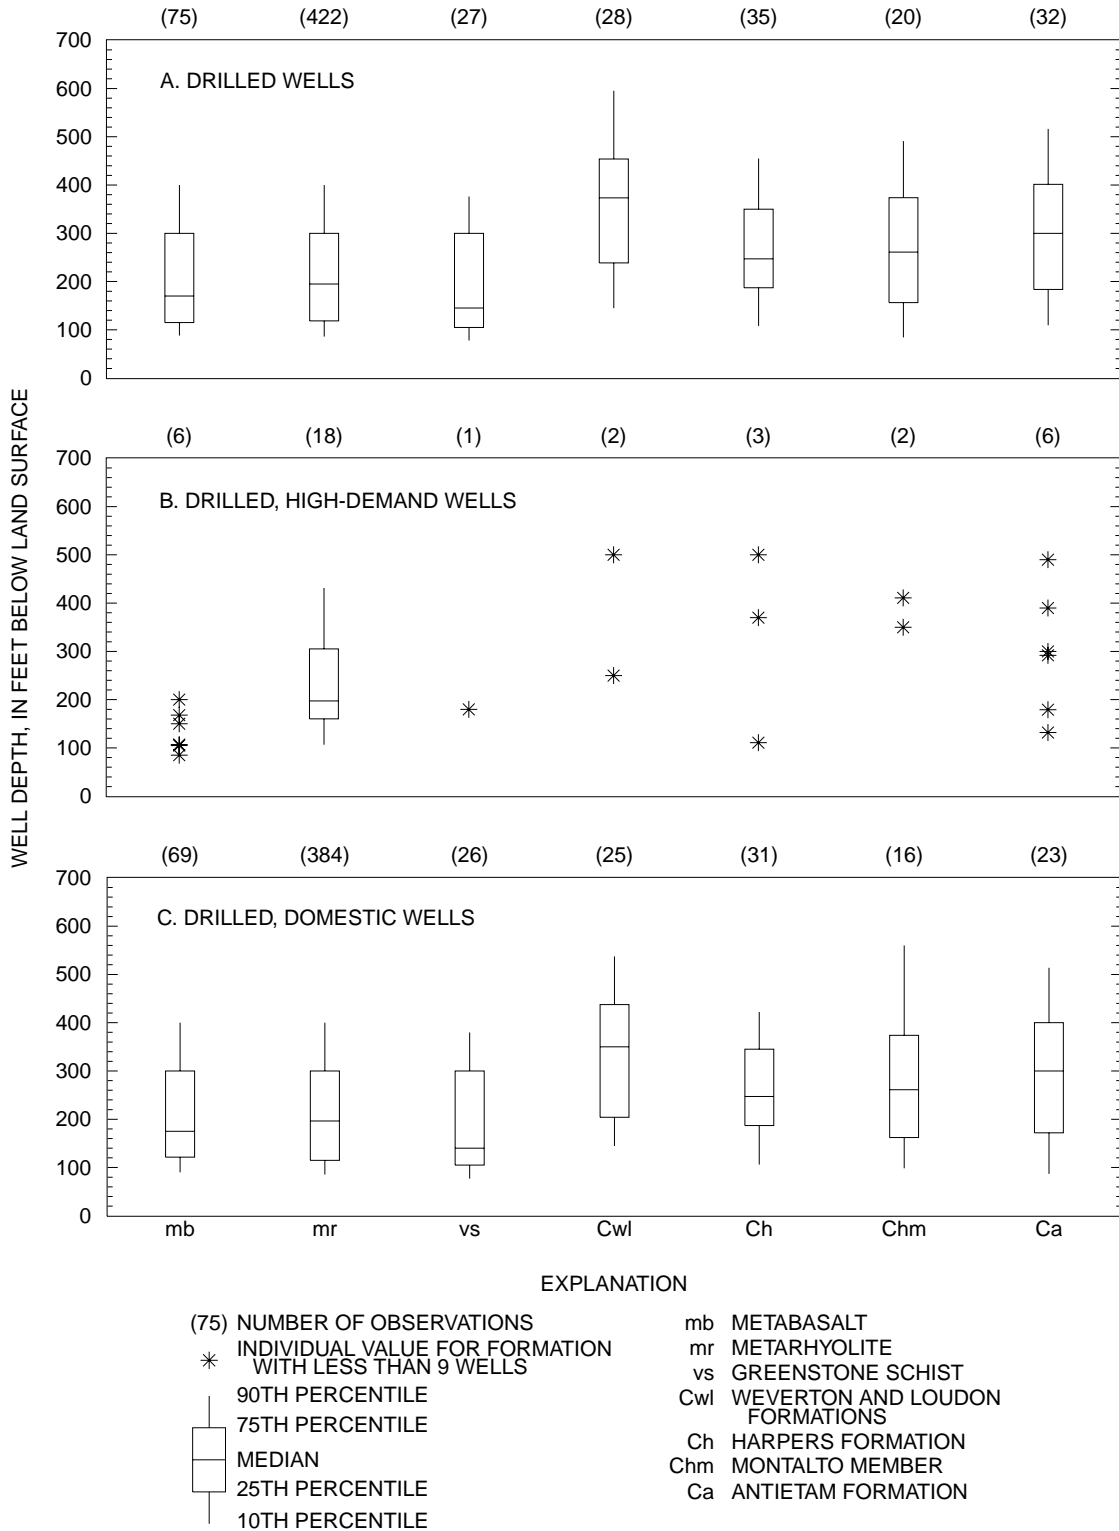 (75) (422) (27) (28) (35) (20) (32)
A. DRILLED WELLS
700
600
500
400
300
200
100
0
(6) (18) (1) (2) (3) (2) (6)
B. DRILLED, HIGH-DEMAND WELLS
700
600
500
400
300
200
100
0
WELL DEPTH, IN FEET BELOW LAND SURFACE
(69) (384) (26) (25) (31) (16) (23)
C. DRILLED, DOMESTIC WELLS
700
600
500
400
300
200
100
0
mb mr vs Cwl Ch Chm Ca
EXPLANATION
(75) NUMBER OF OBSERVATIONS
INDIVIDUAL VALUE FOR FORMATION
WITH LESS THAN 9 WELLS
90TH PERCENTILE
75TH PERCENTILE
MEDIAN
25TH PERCENTILE
10TH PERCENTILE
mb METABASALT
mr METARHYOLITE
vs GREENSTONE SCHIST
Cwl WEVERTON AND LOUDON
FORMATIONS
Ch HARPERS FORMATION
Chm MONTALTO MEMBER
Ca ANTIETAM FORMATION